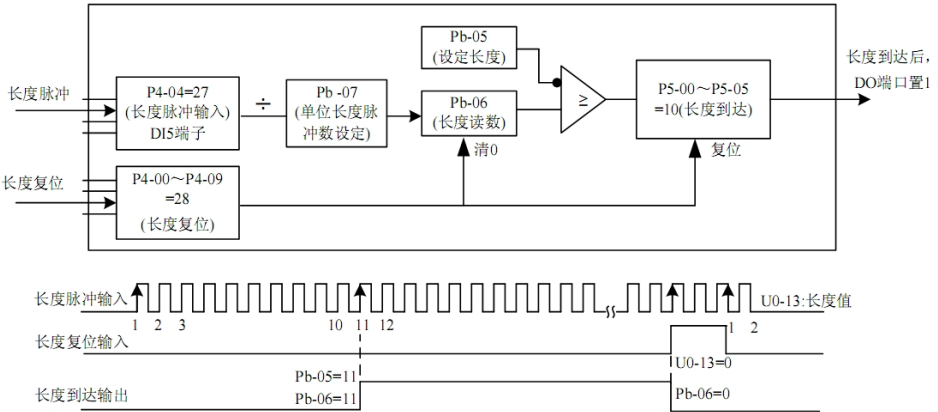 Pb-05
(设定长度)
长度到达后,
DO端口置1
长度脉冲
P4-04=27
(长度脉冲输入)
DI5端子
÷
Pb -07
(单位长度脉
冲数设定)
Pb-06
(长度读数)
≥
P5-00～P5-05
=10(长度到达)
清0
复位
长度复位
P4-00～P4-09
=28
(长度复位)
长度脉冲输入
U0-13:长度值
1 2 3 10 11 12 1 2
长度复位输入
U0-13=0
Pb-05=11
长度到达输出
Pb-06=11
Pb-06=0